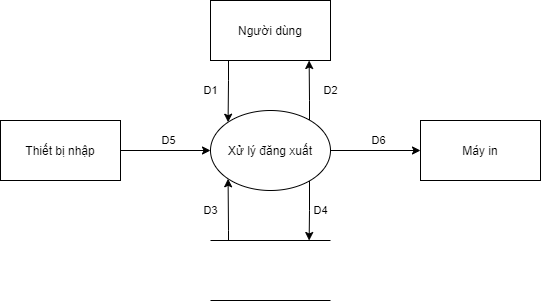 Người dùng
D1
D2
Thiết bị nhập
D5
Xử lý đăng xuất
D6
Máy in
D3
D4